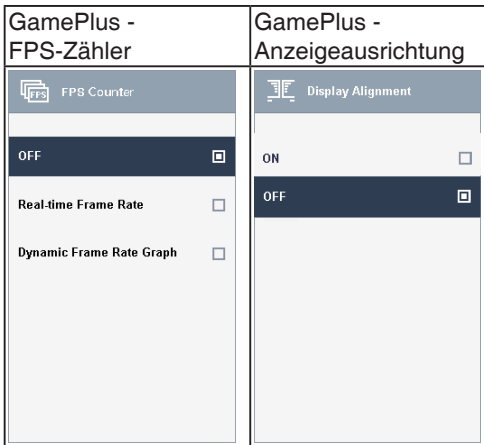 GamePlus -
FPS-Zähler
GamePlus -
Anzeigeausrichtung
FPS
FPS Counter
OFF
Real-time Frame Rate
Dynamic Frame Rate Graph
Display Alignment
ON
OFF